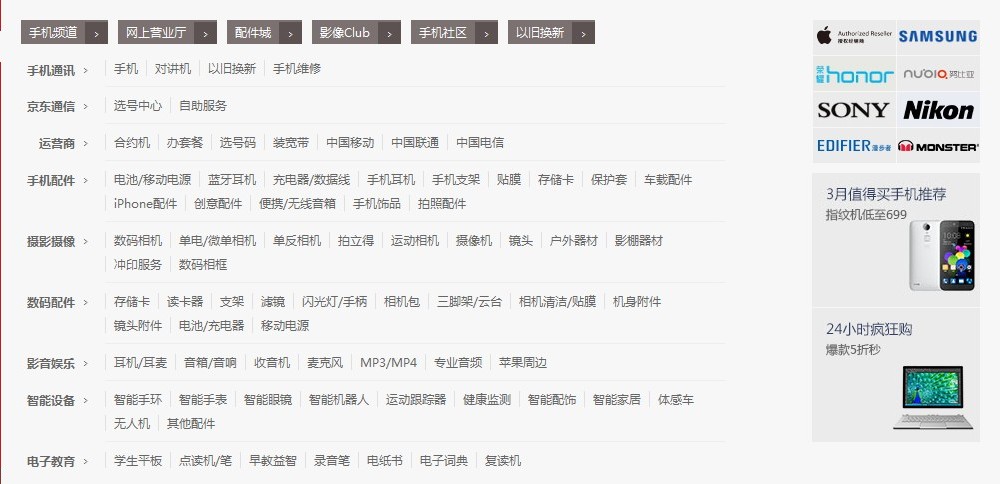 手机频道 > 网上营业厅 > 配件城 > 影像Club > 手机社区 > 以旧换新 >
手机通讯 > 手机 对讲机 以旧换新 手机维修
京东通信 > 选号中心 自助服务
运营商 > 合约机 办套餐 选号码 装宽带 中国移动 中国联通 中国电信
手机配件 > 电池/移动电源 蓝牙耳机 充电器/数据线 手机耳机 手机支架 贴膜 存储卡 保护套 车载配件
iPhone配件 创意配件 便携/无线音箱 手机饰品 拍照配件
摄影摄像 > 数码相机 单电/微单相机 单反相机 拍立得 运动相机 摄像机 镜头 户外器材 影棚器材
冲印服务 数码相框
数码配件 > 存储卡 读卡器 支架 滤镜 闪光灯/手柄 相机包 三脚架/云台 相机清洁/贴膜 机身附件
镜头附件 电池/充电器 移动电源
影音娱乐 > 耳机/耳麦 音箱/音响 收音机 麦克风 MP3/MP4 专业音频 苹果周边
智能设备 > 智能手环 智能手表 智能眼镜 智能机器人 运动跟踪器 健康监测 智能配饰 智能家居 体感车
无人机 其他配件
电子教育 > 学生平板 点读机/笔 早教益智 录音笔 电纸书 电子词典 复读机
Authorized Reseller
授权经销商
SAMSUNG
荣耀 honor
nubia 努比亚
SONY
Nikon
EDIFIER 漫步者
MONSTER
3月值得买手机推荐
指纹机低至699
24小时疯狂购
爆款5折秒